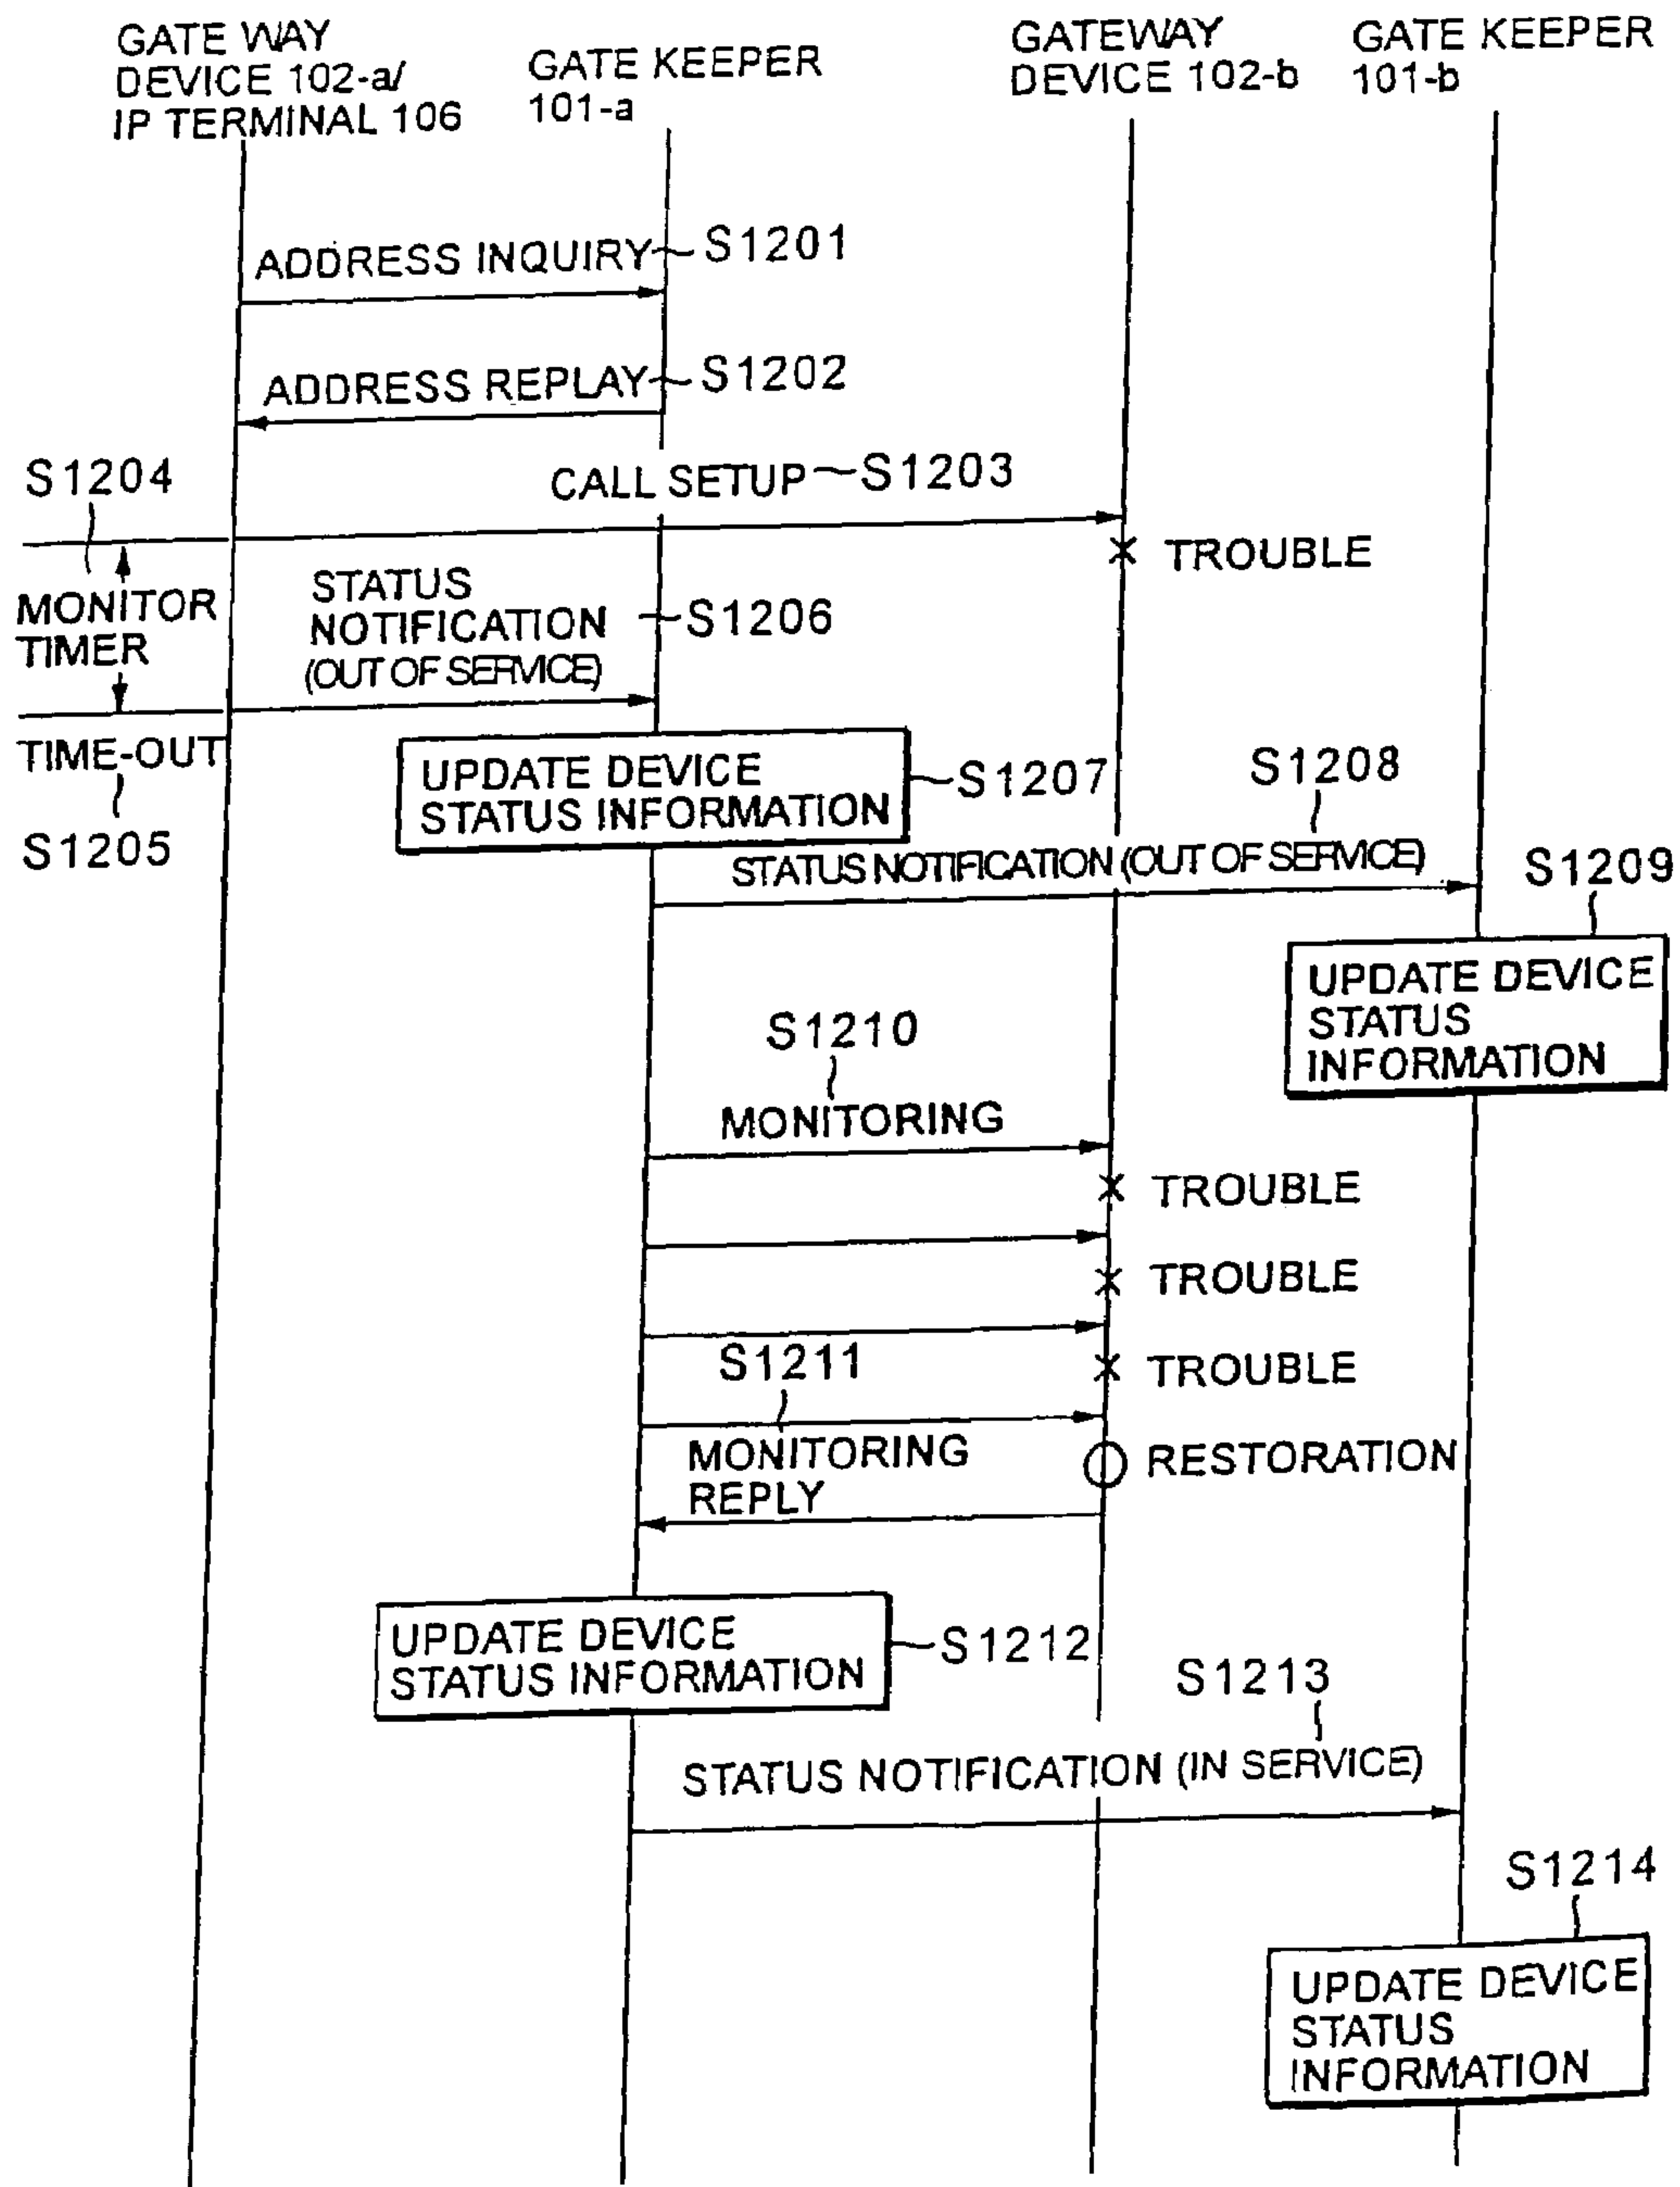 GATE WAY
DEVICE 102-a/
IP TERMINAL 106
GATE KEEPER
101-a
GATEWAY
DEVICE 102-b
GATE KEEPER
101-b
ADDRESS INQUIRY
S1201
ADDRESS REPLAY
S1202
S1204
CALL SETUP
S1203
TROUBLE
MONITOR
TIMER
STATUS
NOTIFICATION
(OUT OF SERVICE)
S1206
TIME-OUT
S1205
UPDATE DEVICE
STATUS INFORMATION
S1207
S1208
STATUS NOTIFICATION (OUT OF SERVICE)
S1209
UPDATE DEVICE
STATUS
INFORMATION
S1210
MONITORING
TROUBLE
TROUBLE
TROUBLE
S1211
MONITORING
REPLY
RESTORATION
UPDATE DEVICE
STATUS INFORMATION
S1212
S1213
STATUS NOTIFICATION (IN SERVICE)
S1214
UPDATE DEVICE
STATUS
INFORMATION